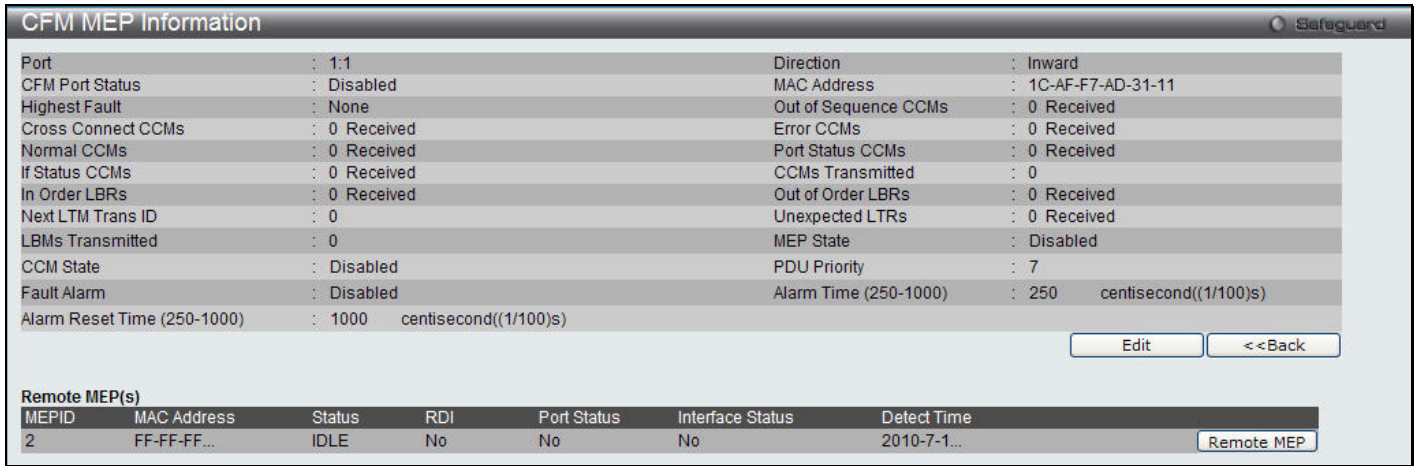 CFM MEP Information
Safeguard
Port : 1:1 Direction : Inward
CFM Port Status : Disabled MAC Address : 1C-AF-F7-AD-31-11
Highest Fault : None Out of Sequence CCMs : 0 Received
Cross Connect CCMs : 0 Received Error CCMs : 0 Received
Normal CCMs : 0 Received Port Status CCMs : 0 Received
If Status CCMs : 0 Received CCMs Transmitted : 0
In Order LBRs : 0 Received Out of Order LBRs : 0 Received
Next LTM Trans ID : 0 Unexpected LTRs : 0 Received
LBMs Transmitted : 0 MEP State : Disabled
CCM State : Disabled PDU Priority : 7
Fault Alarm : Disabled Alarm Time (250-1000) : 250 centisecond((1/100)s)
Alarm Reset Time (250-1000) : 1000 centisecond((1/100)s)
Edit <<Back
Remote MEP(s)
MEPID MAC Address Status RDI Port Status Interface Status Detect Time
2 FF-FF-FF... IDLE No No No 2010-7-1... Remote MEP